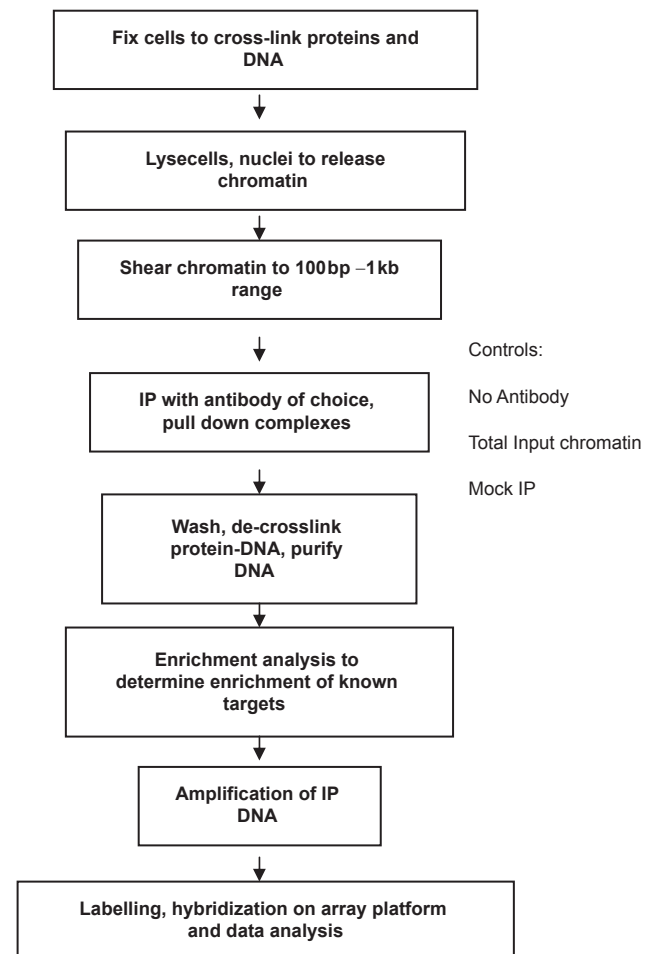 Fix cells to cross-link proteins and
DNA
Lysecells, nuclei to release
chromatin
Shear chromatin to 100bp –1kb
range
Controls:
IP with antibody of choice,
pull down complexes
No Antibody
Total Input chromatin
Mock IP
Wash, de-crosslink
protein-DNA, purify
DNA
Enrichment analysis to
determine enrichment of known
targets
Amplification of IP
DNA
Labelling, hybridization on array platform
and data analysis